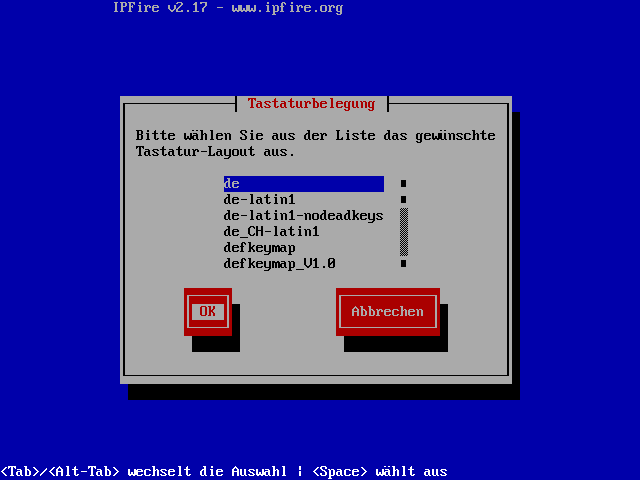 IPFire v2.17 - www.ipfire.org
Tastaturbelegung
Bitte wählen Sie aus der Liste das gewünschte
Tastatur-Layout aus.
de
de-latin1
de-latin1-nodeadkeys
de_CH-latin1
defkeymap
defkeymap_V1.0
OK Abbrechen
<Tab>/<Alt-Tab> wechselt die Auswahl | <Space> wählt aus